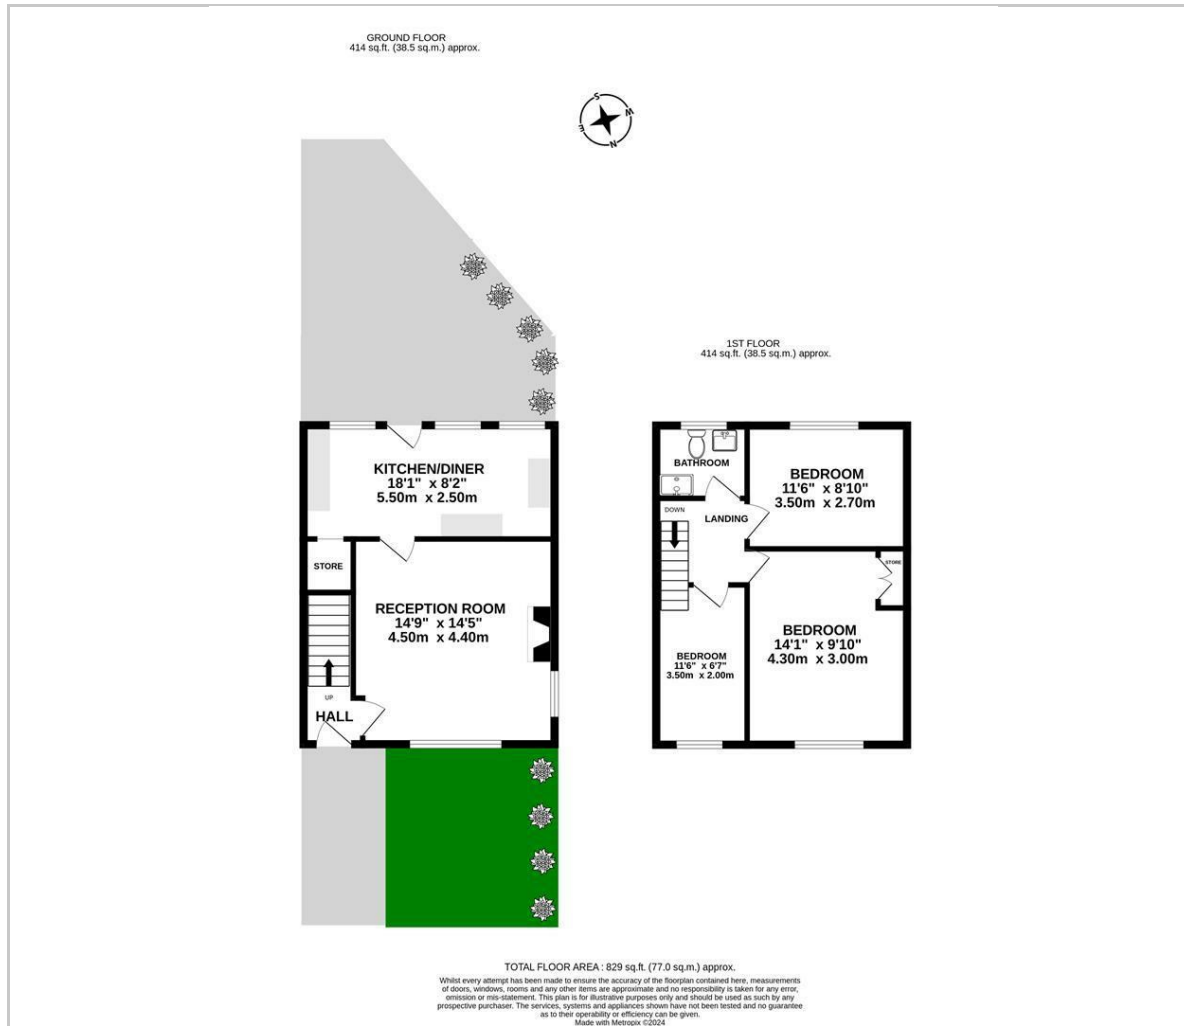 GROUND FLOOR
414 sq.ft. (38.5 sq.m.) approx.
S
W
E
N
1ST FLOOR
414 sq.ft. (38.5 sq.m.) approx.
KITCHEN/DINER
18'1" x 8'2"
5.50m x 2.50m
STORE
RECEPTION ROOM
14'9" x 14'5"
4.50m x 4.40m
UP
HALL
BATHROOM
BEDROOM
11'6" x 8'10"
3.50m x 2.70m
DOWN
LANDING
STORE
BEDROOM
14'1" x 9'10"
4.30m x 3.00m
BEDROOM
11'6" x 6'7"
3.50m x 2.00m
TOTAL FLOOR AREA : 829 sq.ft. (77.0 sq.m.) approx.
Whilst every attempt has been made to ensure the accuracy of the floorplan contained here, measurements
of doors, windows, rooms and any other items are approximate and no responsibility is taken for any error,
omission or mis-statement. This plan is for illustrative purposes only and should be used as such by any
prospective purchaser. The services, systems and appliances shown have not been tested and no guarantee
as to their operability or efficiency can be given.
Made with Metropix ©2024